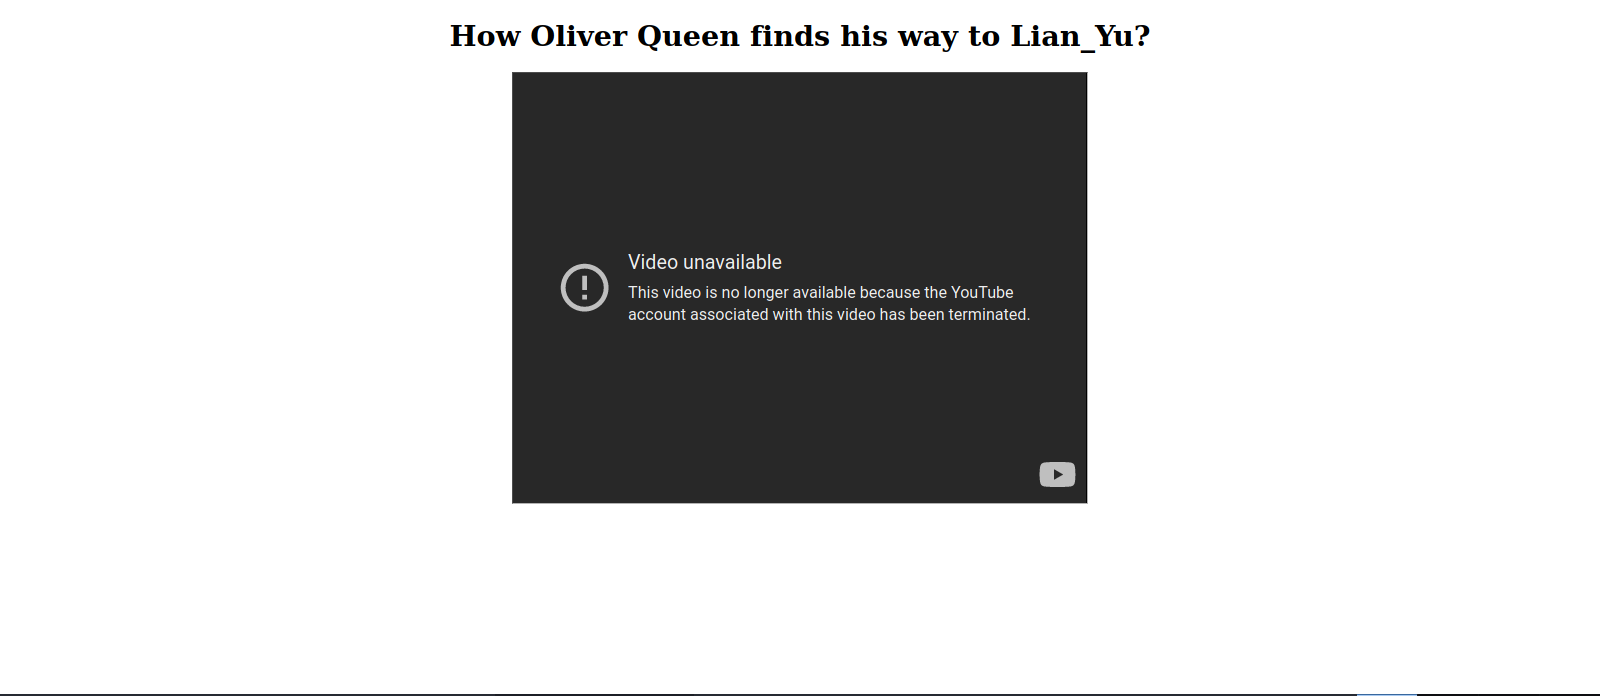 How Oliver Queen finds his way to Lian_Yu?
Video unavailable
This video is no longer available because the YouTube
account associated with this video has been terminated.